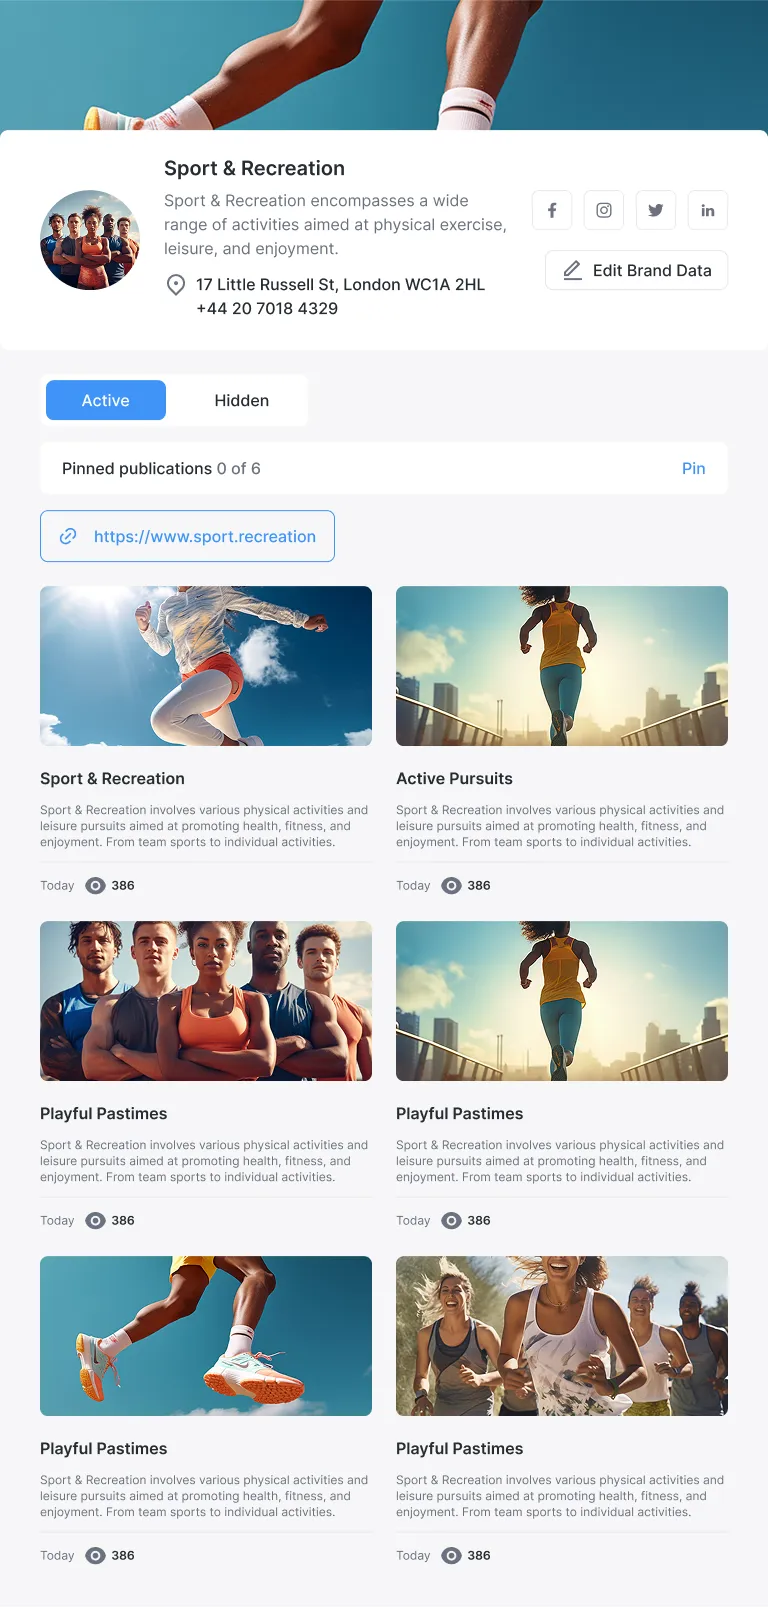 Sport & Recreation
Sport & Recreation encompasses a wide
range of activities aimed at physical exercise,
leisure, and enjoyment.
17 Little Russell St, London WC1A 2HL
+44 20 7018 4329
Edit Brand Data
Active
Hidden
Pinned publications 0 of 6
Pin
https://www.sport.recreation
Sport & Recreation
Sport & Recreation involves various physical activities and
leisure pursuits aimed at promoting health, fitness, and
enjoyment. From team sports to individual activities.
Today 386
Active Pursuits
Sport & Recreation involves various physical activities and
leisure pursuits aimed at promoting health, fitness, and
enjoyment. From team sports to individual activities.
Today 386
Playful Pastimes
Sport & Recreation involves various physical activities and
leisure pursuits aimed at promoting health, fitness, and
enjoyment. From team sports to individual activities.
Today 386
Playful Pastimes
Sport & Recreation involves various physical activities and
leisure pursuits aimed at promoting health, fitness, and
enjoyment. From team sports to individual activities.
Today 386
Playful Pastimes
Sport & Recreation involves various physical activities and
leisure pursuits aimed at promoting health, fitness, and
enjoyment. From team sports to individual activities.
Today 386
Playful Pastimes
Sport & Recreation involves various physical activities and
leisure pursuits aimed at promoting health, fitness, and
enjoyment. From team sports to individual activities.
Today 386